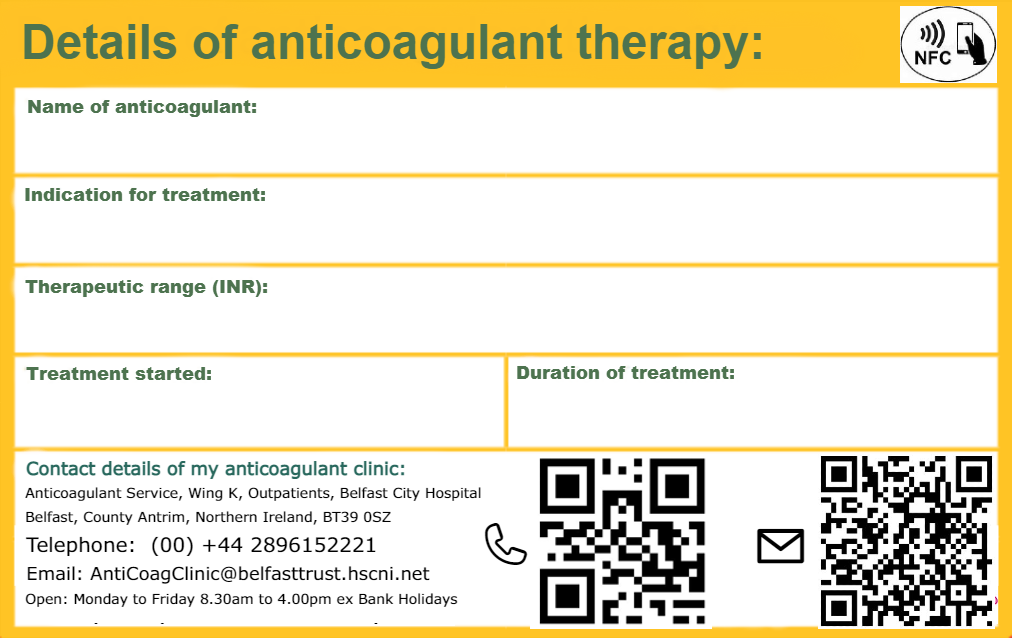 Details of anticoagulant therapy:
NFC
Name of anticoagulant:
Indication for treatment:
Therapeutic range (INR):
Treatment started:
Duration of treatment:
Contact details of my anticoagulant clinic:
Anticoagulant Service, Wing K, Outpatients, Belfast City Hospital
Belfast, County Antrim, Northern Ireland, BT39 0SZ
Telephone: (00) +44 2896152221
Email: AntiCoagClinic@belfasttrust.hscni.net
Open: Monday to Friday 8.30am to 4.00pm ex Bank Holidays